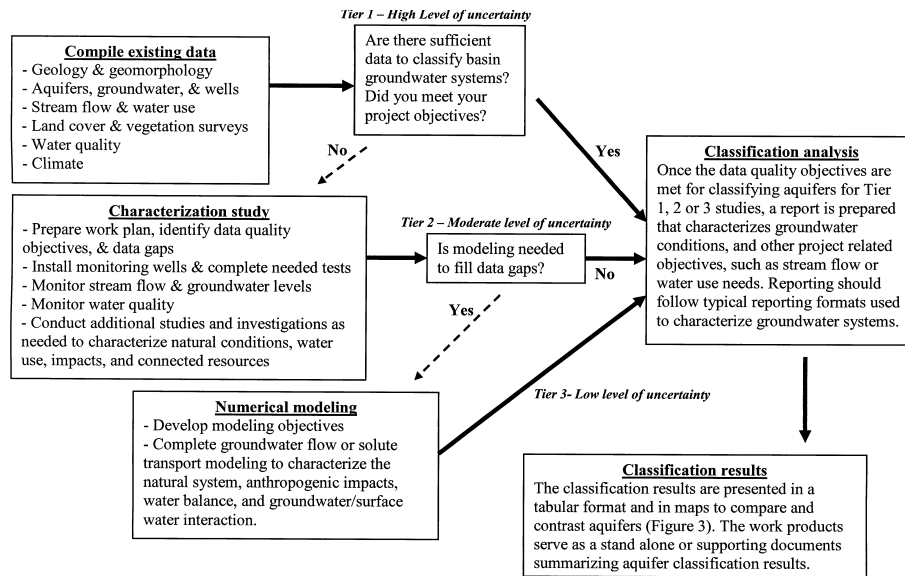 Tier 1 – High Level of uncertainty
Compile existing data
- Geology & geomorphology
- Aquifers, groundwater, & wells
- Stream flow & water use
- Land cover & vegetation surveys
- Water quality
- Climate
Are there sufficient
data to classify basin
groundwater systems?
Did you meet your
project objectives?
No
Yes
Characterization study
- Prepare work plan, identify data quality
objectives, & data gaps
- Install monitoring wells & complete needed tests
- Monitor stream flow & groundwater levels
- Monitor water quality
- Conduct additional studies and investigations as
needed to characterize natural conditions, water
use, impacts, and connected resources
Tier 2 – Moderate level of uncertainty
Is modeling needed
to fill data gaps?
No
Yes
Classification analysis
Once the data quality objectives are
met for classifying aquifers for Tier
1, 2 or 3 studies, a report is prepared
that characterizes groundwater
conditions, and other project related
objectives, such as stream flow or
water use needs. Reporting should
follow typical reporting formats used
to characterize groundwater systems.
Numerical modeling
- Develop modeling objectives
- Complete groundwater flow or solute
transport modeling to characterize the
natural system, anthropogenic impacts,
water balance, and groundwater/surface
water interaction.
Tier 3- Low level of uncertainty
Classification results
The classification results are presented in a
tabular format and in maps to compare and
contrast aquifers (Figure 3). The work products
serve as a stand alone or supporting documents
summarizing aquifer classification results.